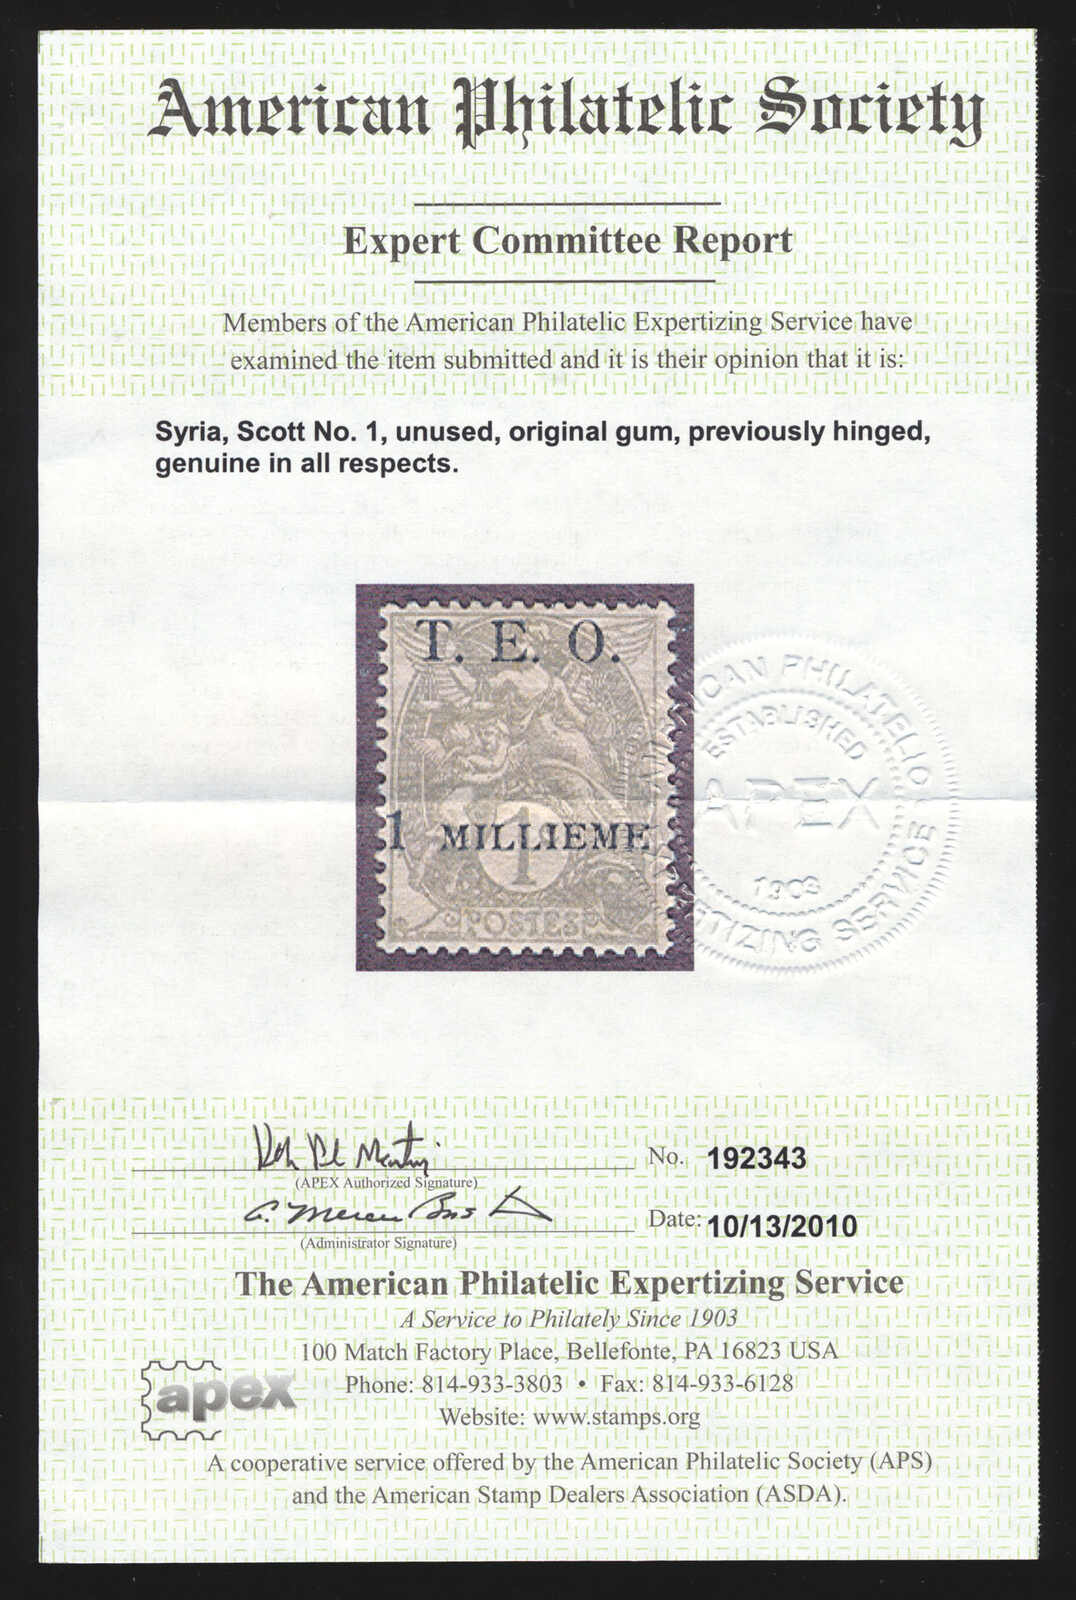 American Philatelic Society
Expert Committee Report
Members of the American Philatelic Expertizing Service have
examined the item submitted and it is their opinion that it is:
Syria, Scott No. 1, unused, original gum, previously hinged,
genuine in all respects.
T. E. O.
1 MILLIEME
1
POSTES
ICAN PHILATELIC
ESTABLISHED
APEX
1903
RTIZING SERVICE
No. 192343
(APEX Authorized Signature)
Date: 10/13/2010
(Administrator Signature)
The American Philatelic Expertizing Service
A Service to Philately Since 1903
100 Match Factory Place, Bellefonte, PA 16823 USA
apex
Phone: 814-933-3803 • Fax: 814-933-6128
Website: www.stamps.org
A cooperative service offered by the American Philatelic Society (APS)
and the American Stamp Dealers Association (ASDA).